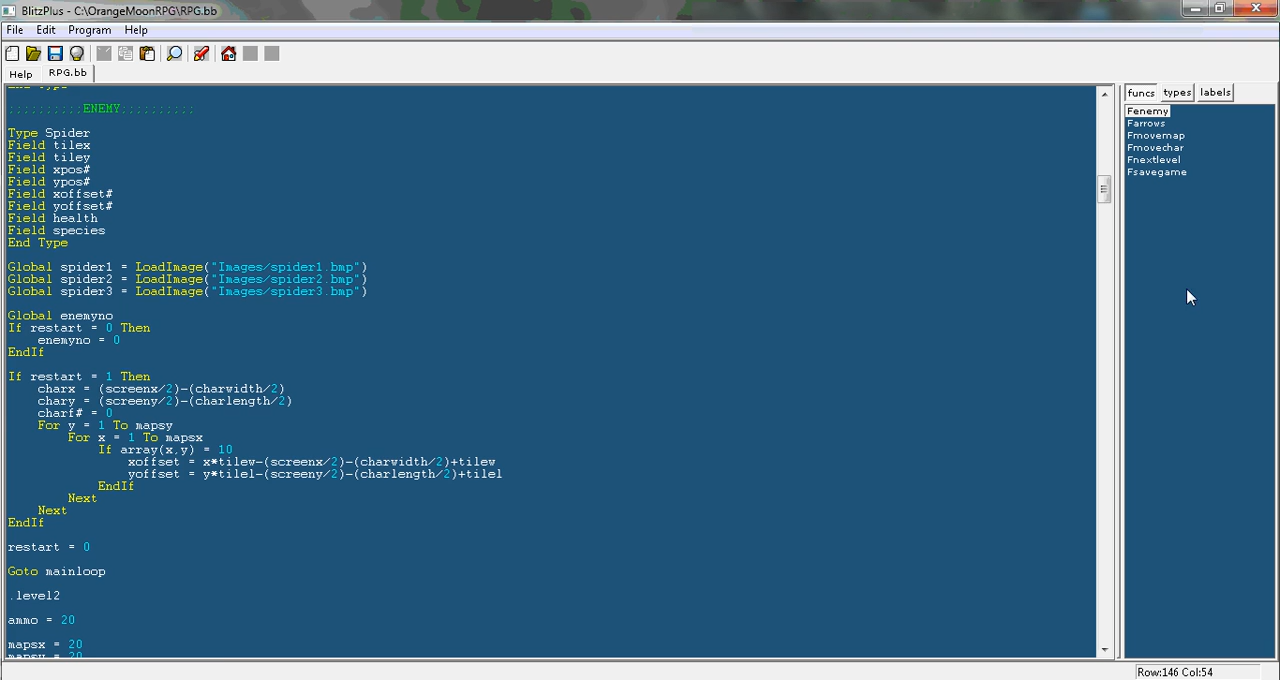 BlitzPlus - C:\OrangeMoonRPG\RPG.bb
File Edit Program Help
Help RPG.bb
End Type
;;;;;;;;;;ENEMY;;;;;;;;;;
Type Spider
Field tilex
Field tiley
Field xpos#
Field ypos#
Field xoffset#
Field yoffset#
Field health
Field species
End Type
Global spider1 = LoadImage("Images/spider1.bmp")
Global spider2 = LoadImage("Images/spider2.bmp")
Global spider3 = LoadImage("Images/spider3.bmp")
Global enemyno
If restart = 0 Then
    enemyno = 0
EndIf
If restart = 1 Then
    charx = (screenx/2)-(charwidth/2)
    chary = (screeny/2)-(charlength/2)
    charf# = 0
    For y = 1 To mapsy
        For x = 1 To mapsx
            If array(x,y) = 10
                xoffset = x*tilew-(screenx/2)-(charwidth/2)+tilew
                yoffset = y*tilel-(screeny/2)-(charlength/2)+tilel
            EndIf
        Next
    Next
EndIf
restart = 0
Goto mainloop
.level2
ammo = 20
mapsx = 20
mapsy = 20
funcs types labels
Fenemy
Farrows
Fmovemap
Fmovechar
Fnextlevel
Fsavegame
Row:146 Col:54